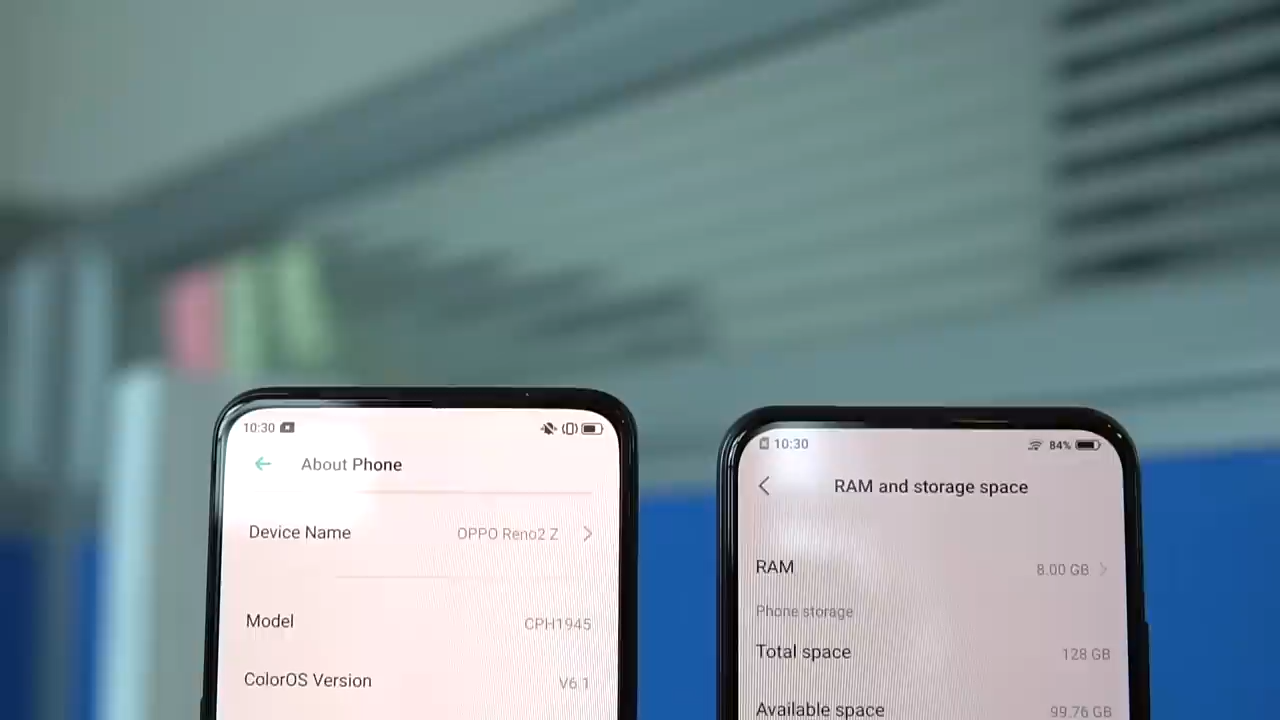 10:30
About Phone
Device Name OPPO Reno2 Z
Model CPH1945
ColorOS Version V6.1
10:30 84%
RAM and storage space
RAM 8.00 GB
Phone storage
Total space 128 GB
Available space 99.76 GB